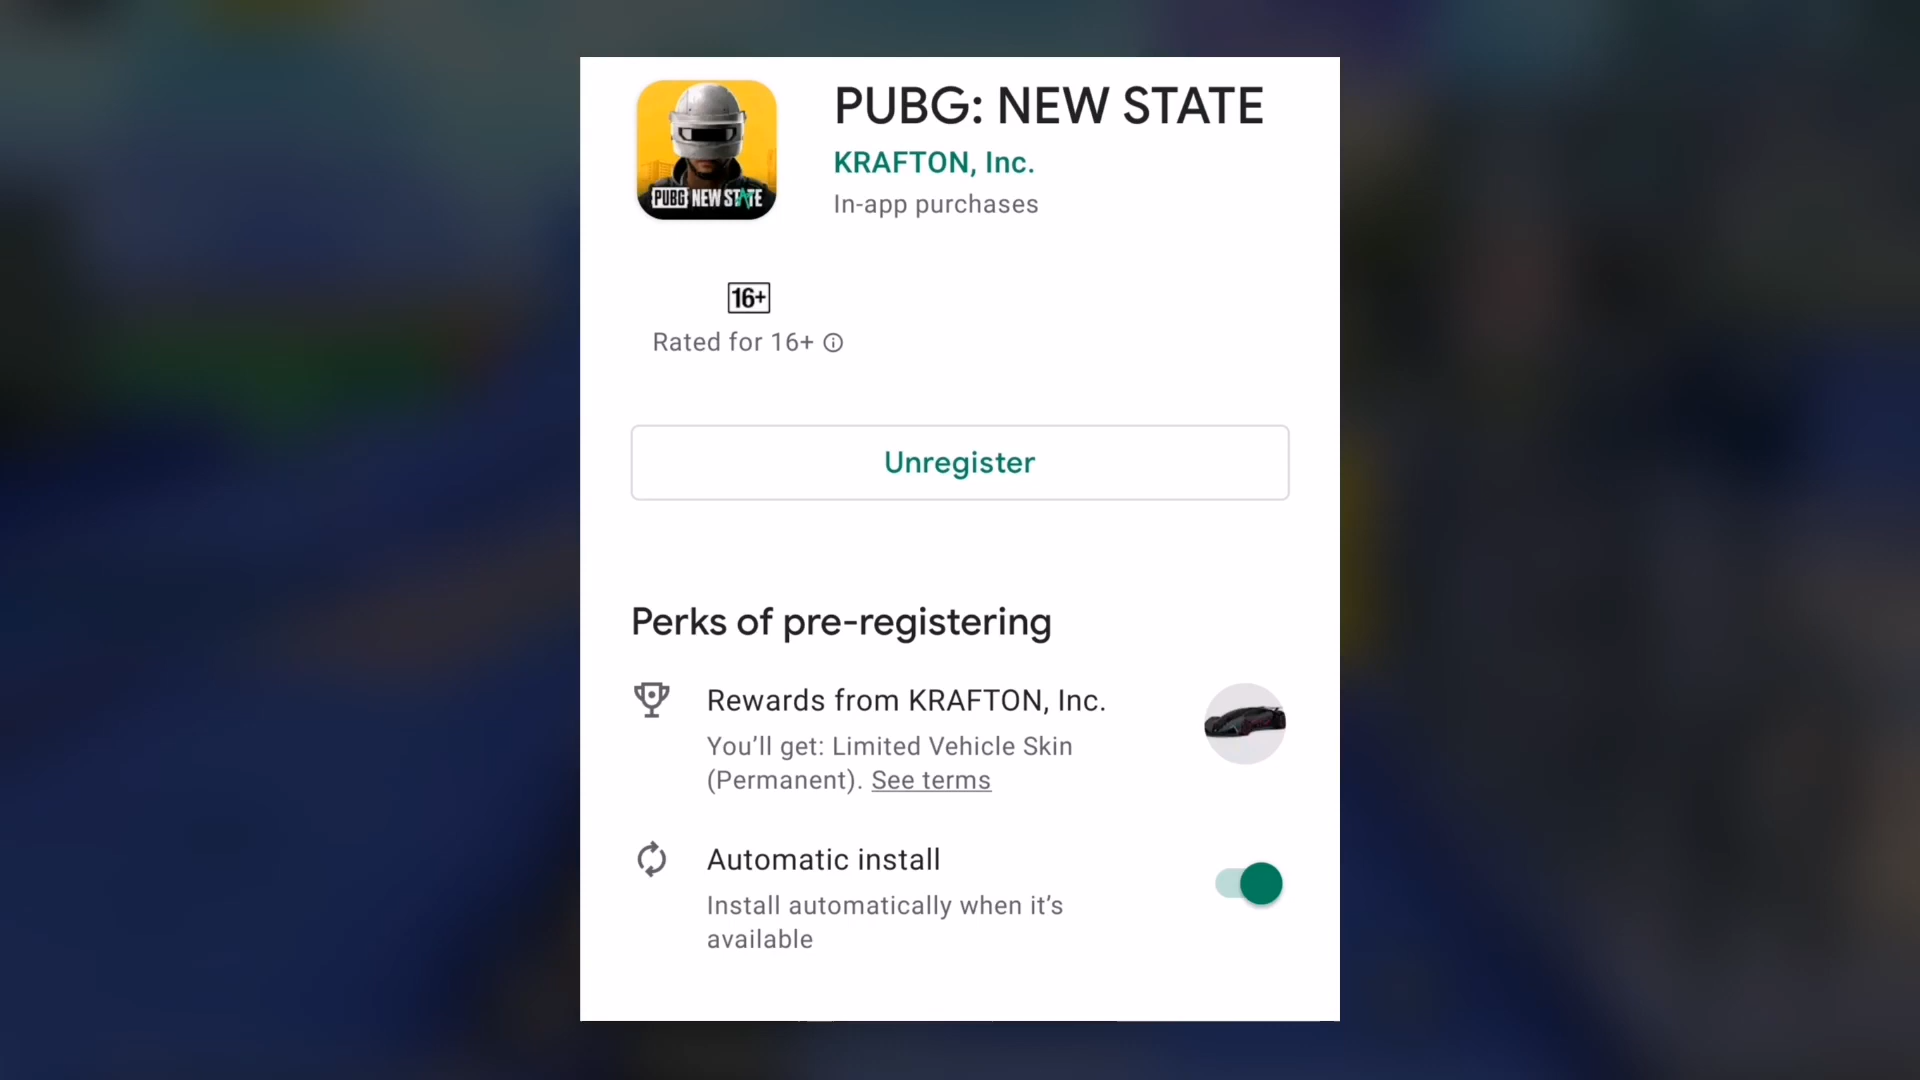 PUBG: NEW STATE
KRAFTON, Inc.
In-app purchases
PUBG NEW STATE
16+
Rated for 16+
Unregister
Perks of pre-registering
Rewards from KRAFTON, Inc.
You’ll get: Limited Vehicle Skin
(Permanent). See terms
Automatic install
Install automatically when it’s
available